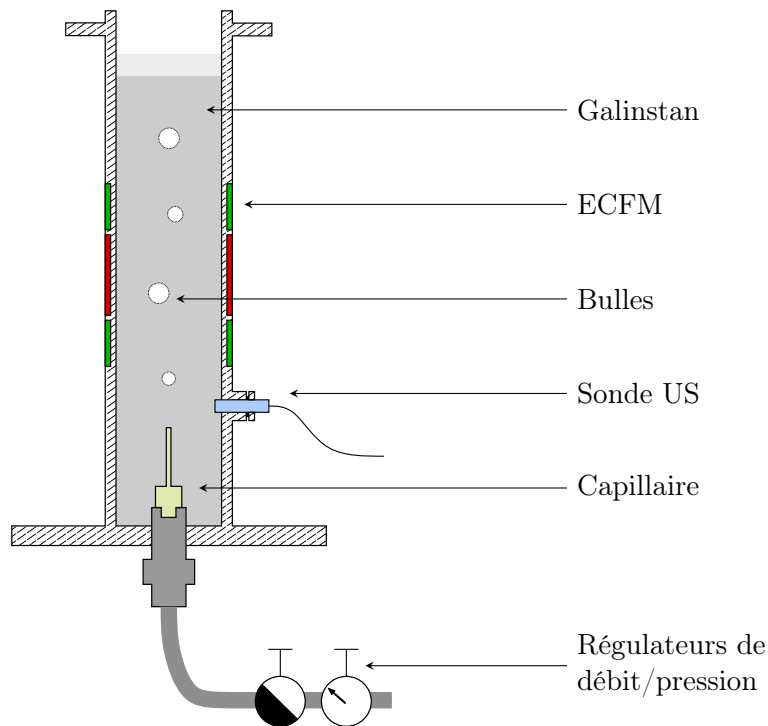 Galinstan
ECFM
Bulles
Sonde US
Capillaire
Régulateurs de
débit/pression